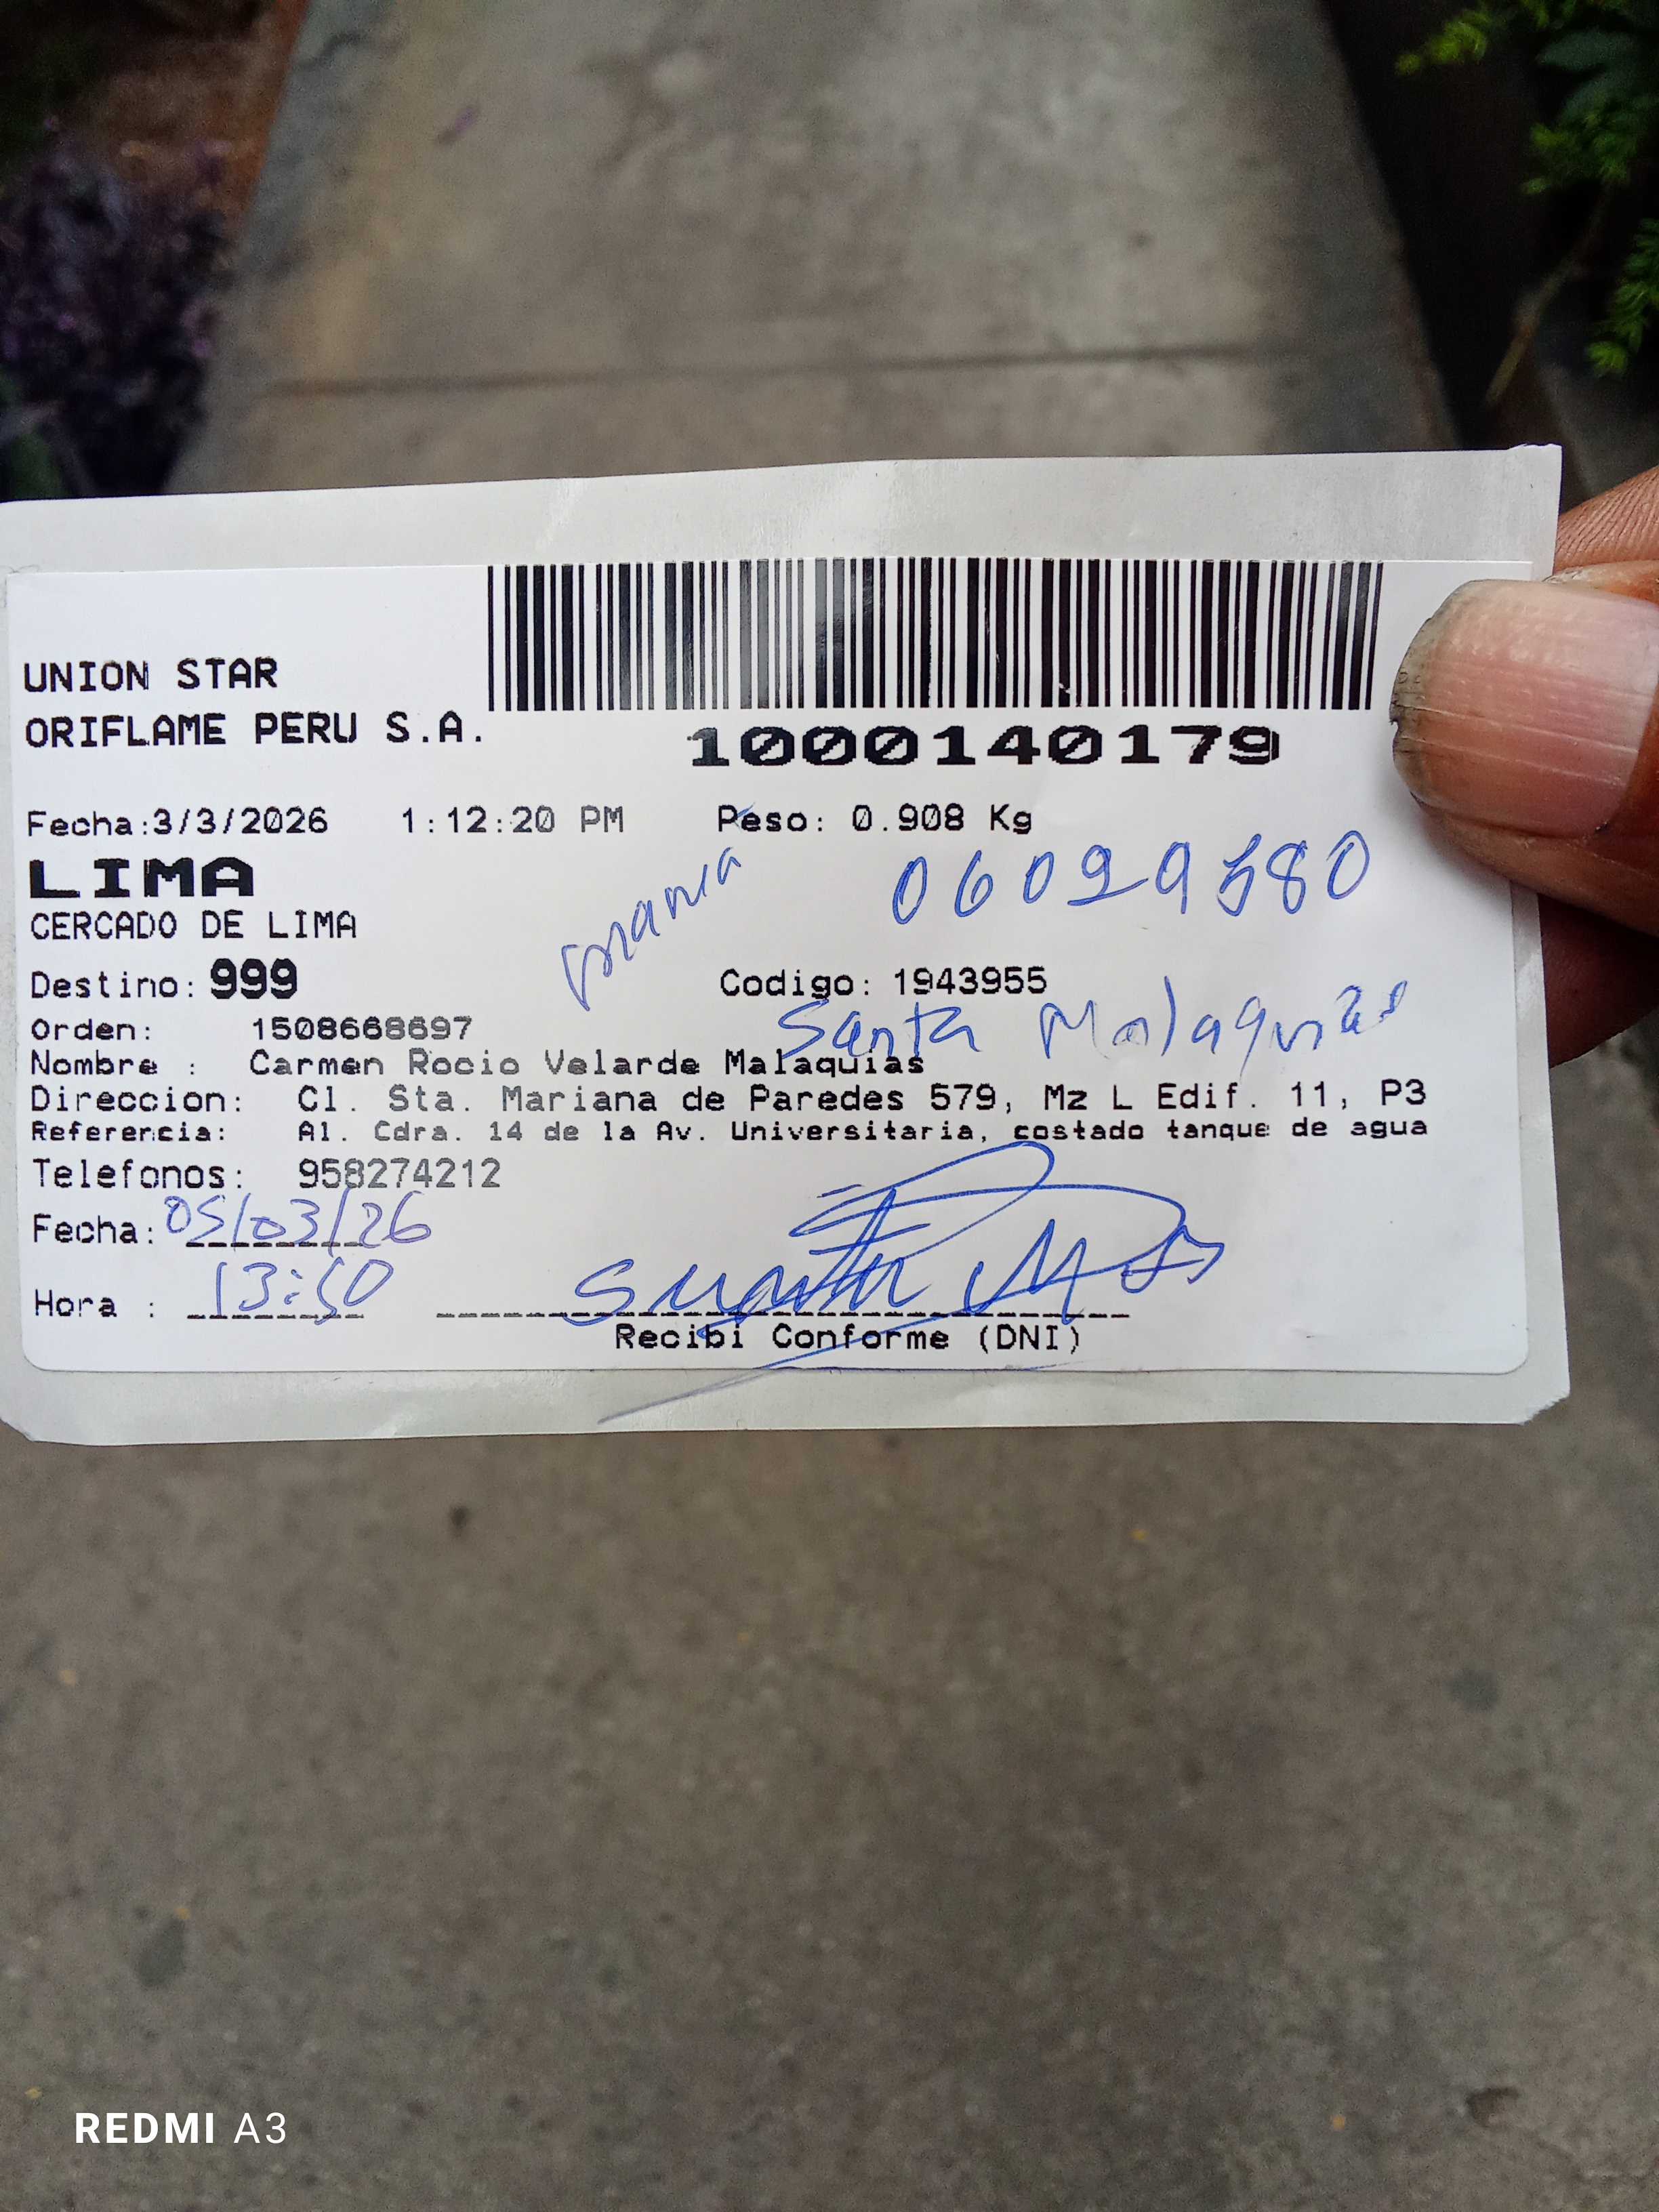 UNION STAR
ORIFLAME PERU S.A.
1000140179
Fecha:3/3/2026 1:12:20 PM Peso: 0.908 Kg
LIMA
06029580
CERCADO DE LIMA
mamá
Destino: 999 Codigo: 1943955
Santa Malaquias
Orden: 1508668697
Nombre : Carmen Rocio Velarde Malaquias
Direccion: Cl. Sta. Mariana de Paredes 579, Mz L Edif. 11, P3
Referencia: Al. Cdra. 14 de la Av. Universitaria, costado tanque de agua
Telefonos: 958274212
Fecha: 05/03/26
Hora : 13:50
Recibi Conforme (DNI)
REDMI A3